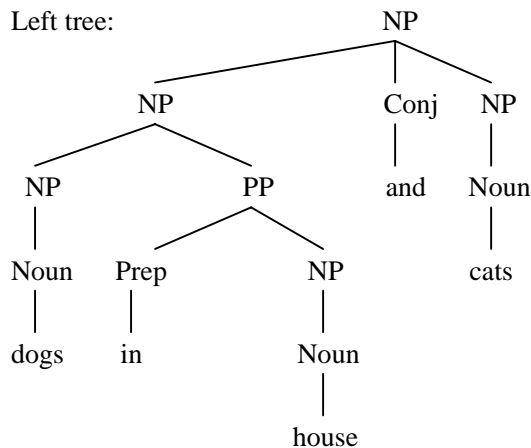 Left tree: NP
NP Conj NP
NP PP and Noun
Noun Prep NP cats
dogs in Noun
house